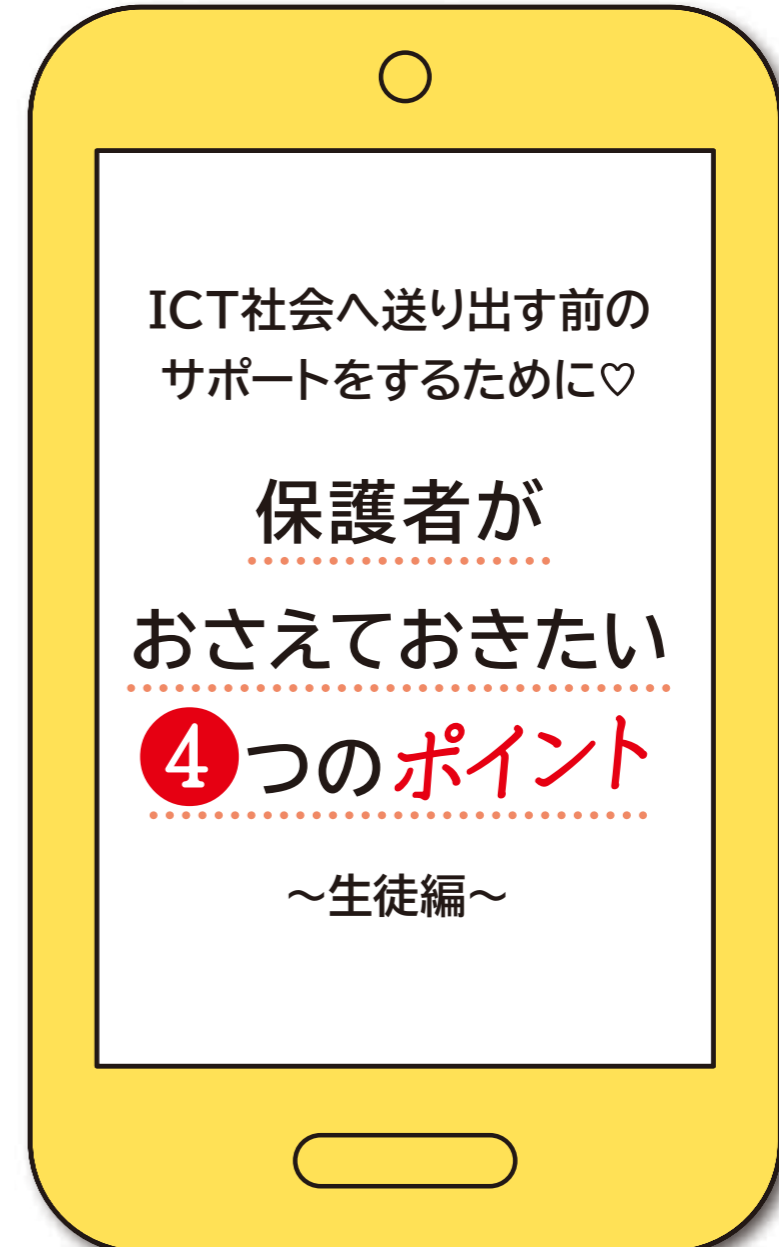 ICT社会へ送り出す前の
サポートをするために♡
保護者が
おさえておきたい
4つのポイント
～生徒編～